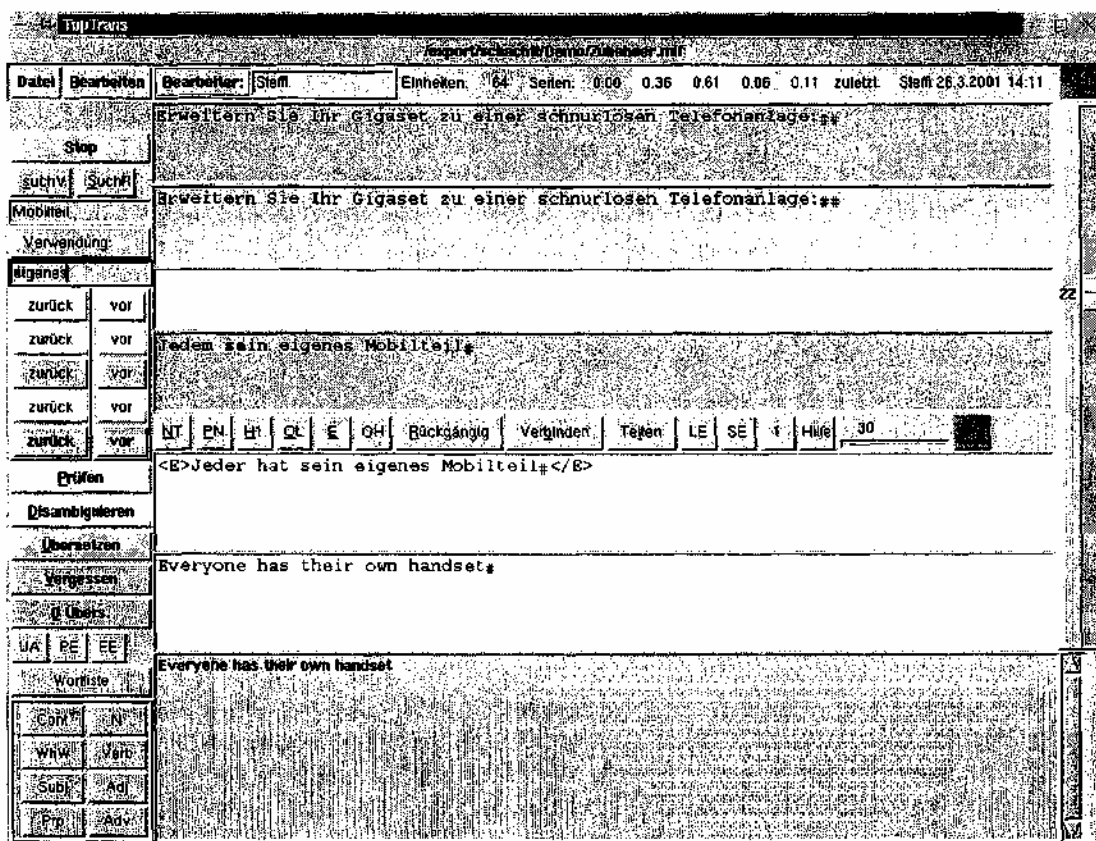 TopTrans
Datei Bearbeiten Bearbeiter: Steffi Einheiten: 64 Seiten: 0.00 0.36 0.61 0.06 0.11 zuletzt: Steffi 26.3.2001 14:11
Erweitern Sie Ihr Gigaset zu einer schnurlosen Telefonanlage:##
Stop
SuchV SuchR
Erweitern Sie Ihr Gigaset zu einer schnurlosen Telefonanlage:##
Mobilteil
Verwendung:
eigenes
zurück vor
22
zurück vor
Jedem sein eigenes Mobilteil#
zurück vor
zurück vor
zurück vor
NT PN H1 QL E QH Rückgängig Verbinden Teilen LE SE Hilfe 30
<E>Jeder hat sein eigenes Mobilteil#</E>
Prüfen
Disambiguieren
Übersetzen
Everyone has their own handset#
Vergessen
0 Übers.
UA PE EE
Everyone has their own handset
Wortliste
Conj N
WhW Verb
Subj Adj
Prp Adv